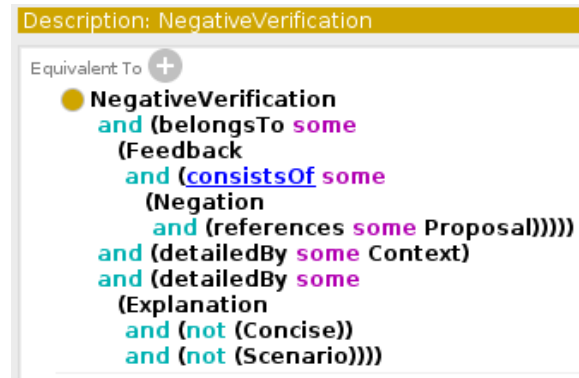 Description: NegativeVerification
Equivalent To +
NegativeVerification
and (belongsTo some
(Feedback
and (consistsOf some
(Negation
and (references some Proposal)))))
and (detailedBy some Context)
and (detailedBy some
(Explanation
and (not (Concise))
and (not (Scenario))))